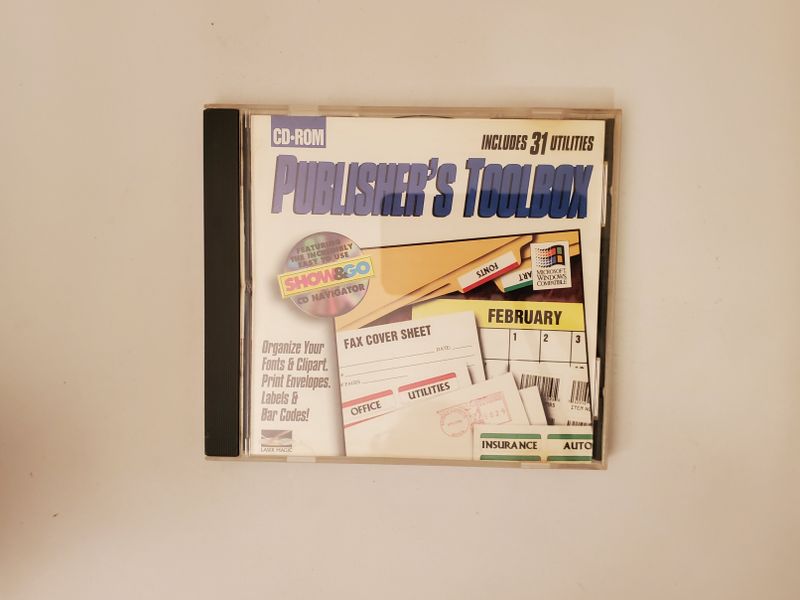 CD-ROM
INCLUDES 31 UTILITIES
PUBLISHER'S TOOLBOX
FEATURING
THE INCREDIBLY
EASY TO USE
SHOW&GO
CD NAVIGATOR
FONTS
ART
MICROSOFT
WINDOWS
COMPATIBLE
FEBRUARY
1 2 3
FAX COVER SHEET
DATE:
PAGES
Organize Your
Fonts & Clipart.
Print Envelopes,
Labels &
Bar Codes!
OFFICE
UTILITIES
ITEM
INSURANCE
AUTO
LASER MAGIC